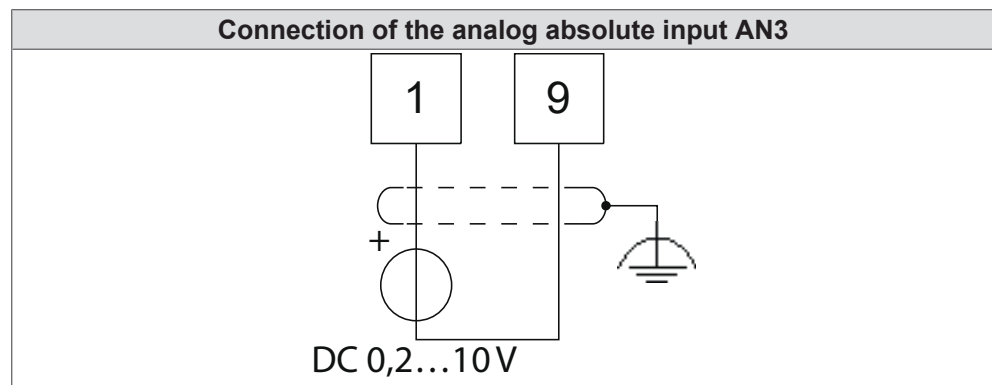 Connection of the analog absolute input AN3
1 9
+
DC 0,2…10 V